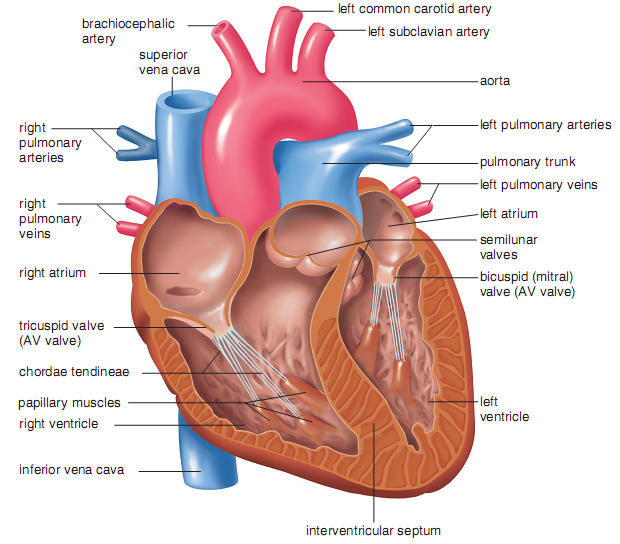 left common carotid artery
brachiocephalic
artery
left subclavian artery
superior
vena cava
aorta
right
pulmonary
arteries
left pulmonary arteries
pulmonary trunk
left pulmonary veins
right
pulmonary
veins
left atrium
semilunar
valves
right atrium
bicuspid (mitral)
valve (AV valve)
tricuspid valve
(AV valve)
chordae tendineae
papillary muscles
left
ventricle
right ventricle
inferior vena cava
interventricular septum